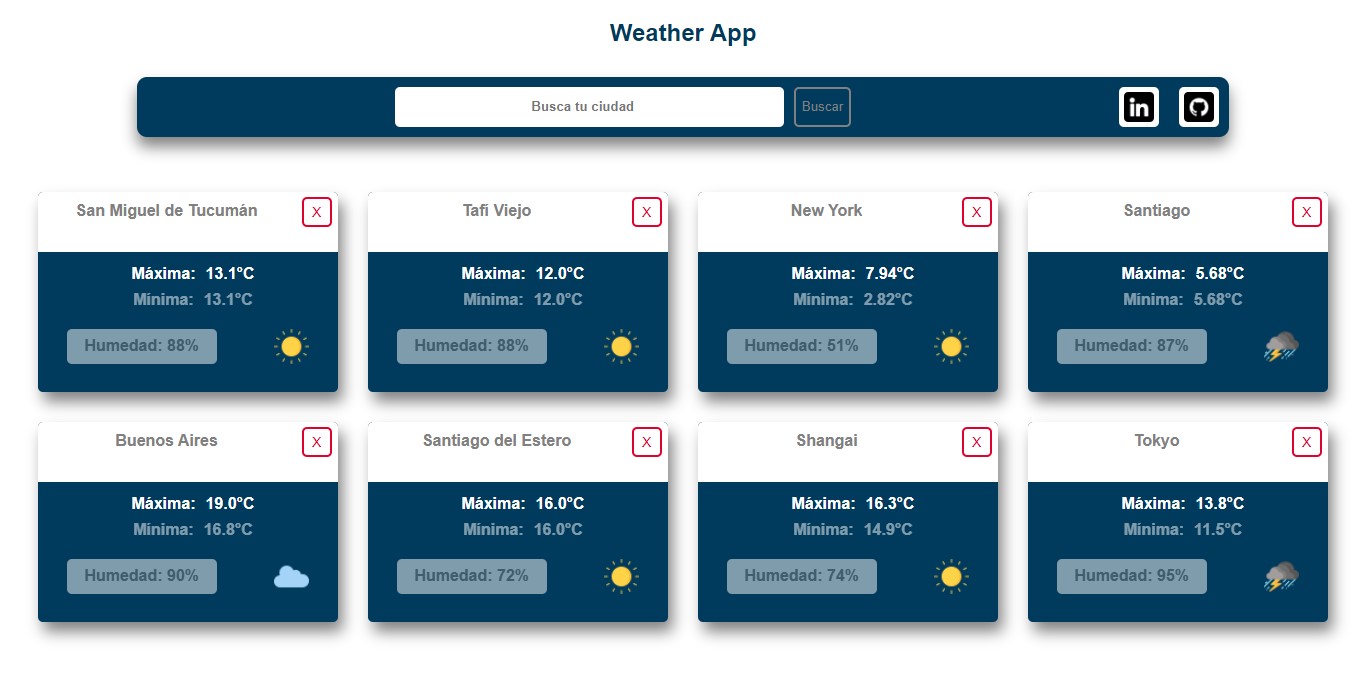 Weather App
Busca tu ciudad
Buscar
in
San Miguel de Tucumán X
Máxima: 13.1°C
Mínima: 13.1°C
Humedad: 88%
Tafí Viejo X
Máxima: 12.0°C
Mínima: 12.0°C
Humedad: 88%
New York X
Máxima: 7.94°C
Mínima: 2.82°C
Humedad: 51%
Santiago X
Máxima: 5.68°C
Mínima: 5.68°C
Humedad: 87%
Buenos Aires X
Máxima: 19.0°C
Mínima: 16.8°C
Humedad: 90%
Santiago del Estero X
Máxima: 16.0°C
Mínima: 16.0°C
Humedad: 72%
Shangai X
Máxima: 16.3°C
Mínima: 14.9°C
Humedad: 74%
Tokyo X
Máxima: 13.8°C
Mínima: 11.5°C
Humedad: 95%